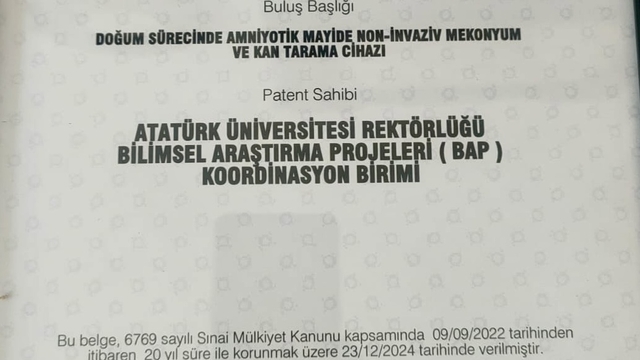 Buluş Başlığı
DOĞUM SÜRECİNDE AMNİYOTİK MAYİDE NON-İNVAZİV MEKONYUM
VE KAN TARAMA CİHAZI
Patent Sahibi
ATATÜRK ÜNİVERSİTESİ REKTÖRLÜĞÜ
BİLİMSEL ARAŞTIRMA PROJELERİ ( BAP )
KOORDİNASYON BİRİMİ
Bu belge, 6769 sayılı Sınai Mülkiyet Kanunu kapsamında 09/09/2022 tarihinden
itibaren 20 yıl süre ile korunmak üzere 23/12/2024 tarihinde verilmiştir.